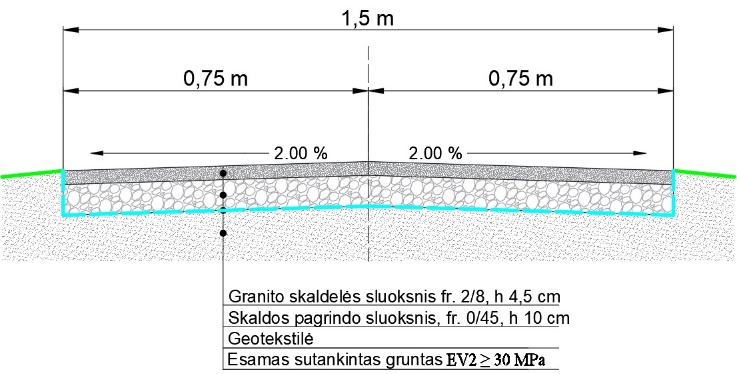 1,5 m
0,75 m
0,75 m
2.00 %
2.00 %
Granito skaldelės sluoksnis fr. 2/8, h 4,5 cm
Skaldos pagrindo sluoksnis, fr. 0/45, h 10 cm
Geotekstilė
Esamas sutankintas gruntas EV2 ≥ 30 MPa